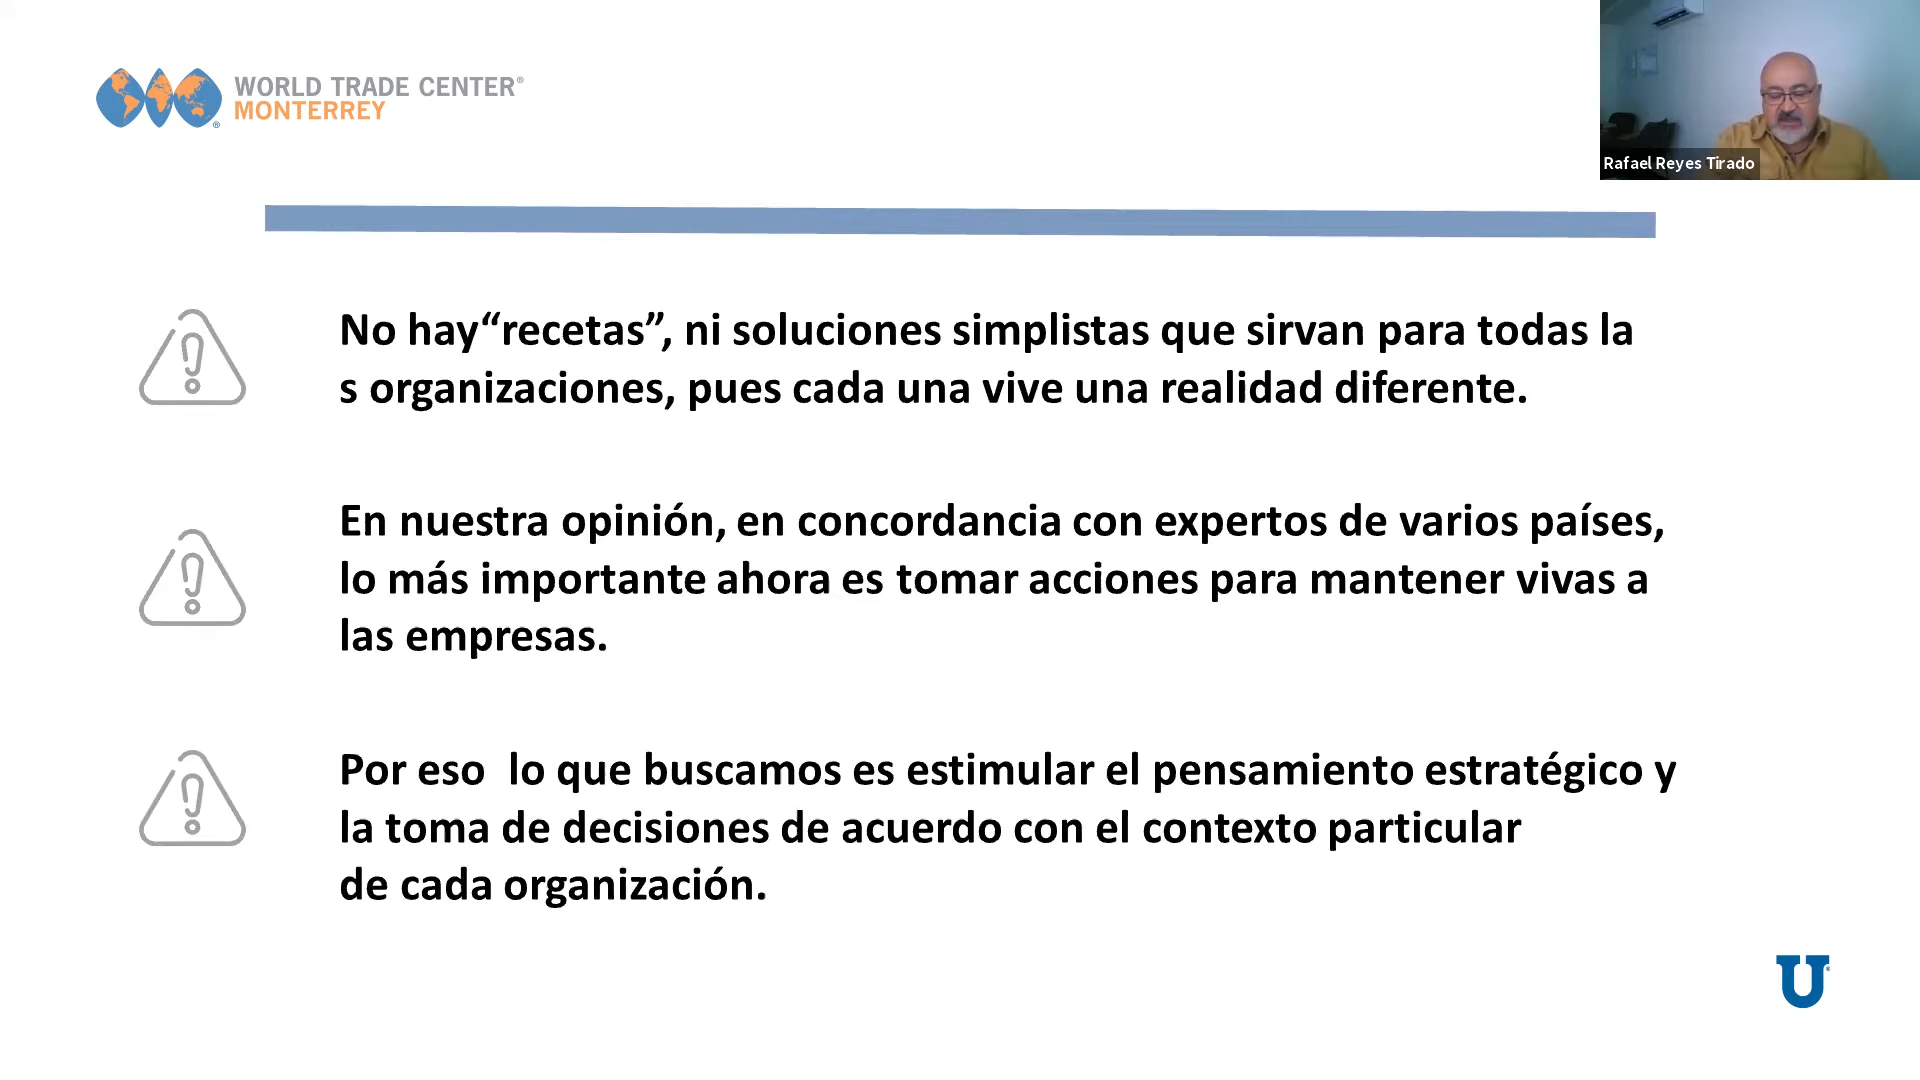 WORLD TRADE CENTER®
MONTERREY
®
Rafael Reyes Tirado
No hay“recetas”, ni soluciones simplistas que sirvan para todas la
s organizaciones, pues cada una vive una realidad diferente.
En nuestra opinión, en concordancia con expertos de varios países,
lo más importante ahora es tomar acciones para mantener vivas a
las empresas.
Por eso  lo que buscamos es estimular el pensamiento estratégico y
la toma de decisiones de acuerdo con el contexto particular
de cada organización.
U®